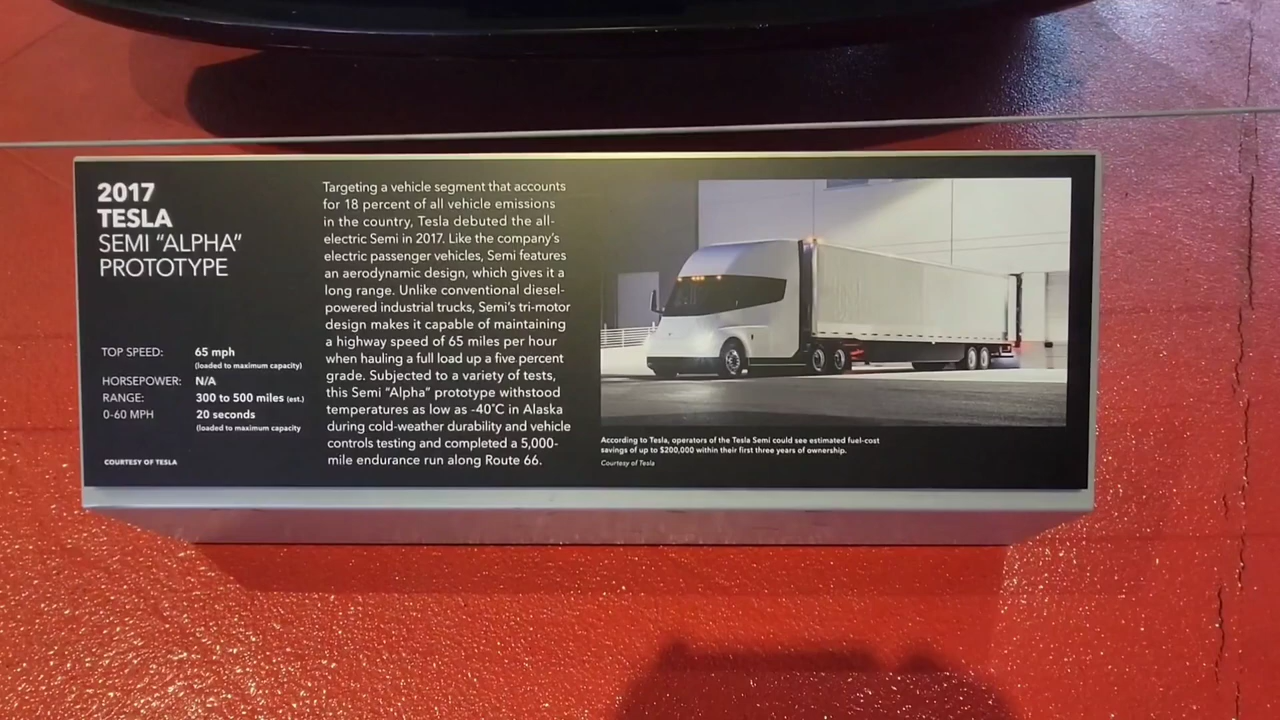 2017
TESLA
SEMI “ALPHA”
PROTOTYPE
TOP SPEED: 65 mph
(loaded to maximum capacity)
HORSEPOWER: N/A
RANGE: 300 to 500 miles (est.)
0-60 MPH 20 seconds
(loaded to maximum capacity
COURTESY OF TESLA
Targeting a vehicle segment that accounts
for 18 percent of all vehicle emissions
in the country, Tesla debuted the all-
electric Semi in 2017. Like the company’s
electric passenger vehicles, Semi features
an aerodynamic design, which gives it a
long range. Unlike conventional diesel-
powered industrial trucks, Semi’s tri-motor
design makes it capable of maintaining
a highway speed of 65 miles per hour
when hauling a full load up a five percent
grade. Subjected to a variety of tests,
this Semi “Alpha” prototype withstood
temperatures as low as -40°C in Alaska
during cold-weather durability and vehicle
controls testing and completed a 5,000-
mile endurance run along Route 66.
According to Tesla, operators of the Tesla Semi could see estimated fuel-cost
savings of up to $200,000 within their first three years of ownership.
Courtesy of Tesla